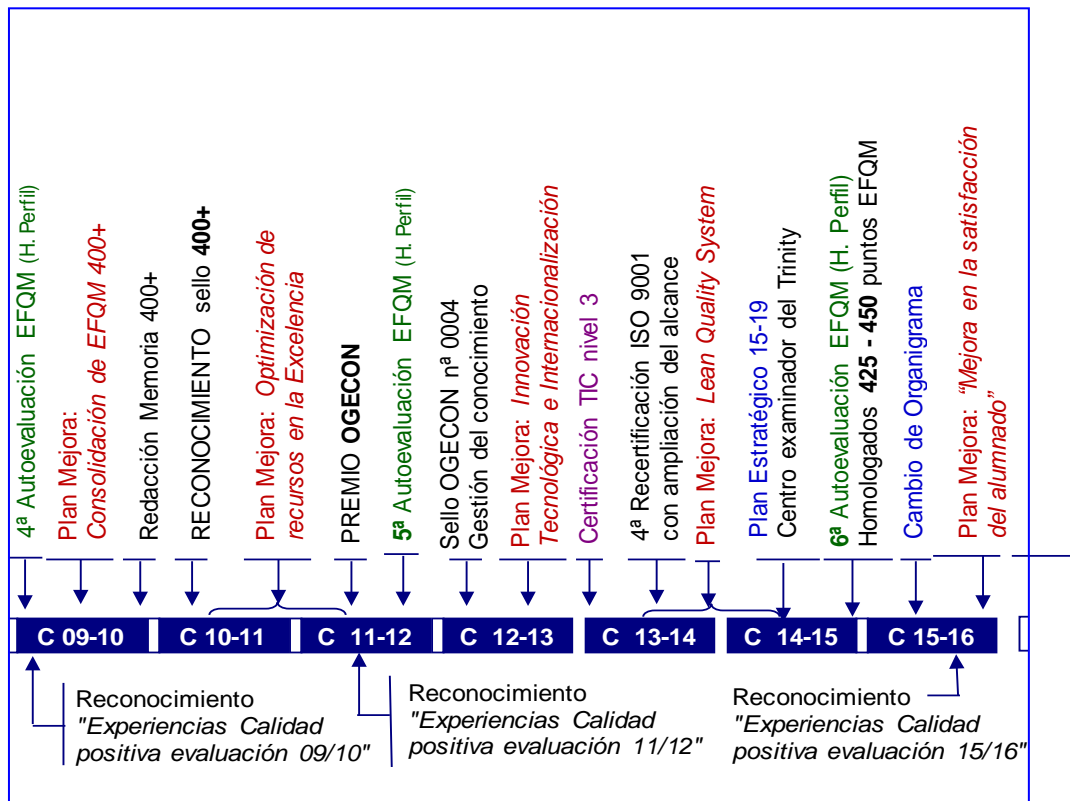 4ª Autoevaluación EFQM (H. Perfil)
Plan Mejora:
Consolidación de EFQM 400+
Redacción Memoria 400+
RECONOCIMIENTO sello 400+
Plan Mejora: Optimización de
recursos en la Excelencia
PREMIO OGECON
5ª Autoevaluación EFQM (H. Perfil)
Sello OGECON nª 0004
Gestión del conocimiento
Plan Mejora: Innovación
Tecnológica e Internacionalización
Certificación TIC nivel 3
4ª Recertificación ISO 9001
con ampliación del alcance
Plan Mejora: Lean Quality System
Plan Estratégico 15-19
Centro examinador del Trinity
6ª Autoevaluación EFQM (H. Perfil)
Homologados 425 - 450 puntos EFQM
Cambio de Organigrama
Plan Mejora: “Mejora en la satisfacción
del alumnado”
C 09-10
C 10-11
C 11-12
C 12-13
C 13-14
C 14-15
C 15-16
Reconocimiento
"Experiencias Calidad
positiva evaluación 09/10"
Reconocimiento
"Experiencias Calidad
positiva evaluación 11/12"
Reconocimiento
"Experiencias Calidad
positiva evaluación 15/16"